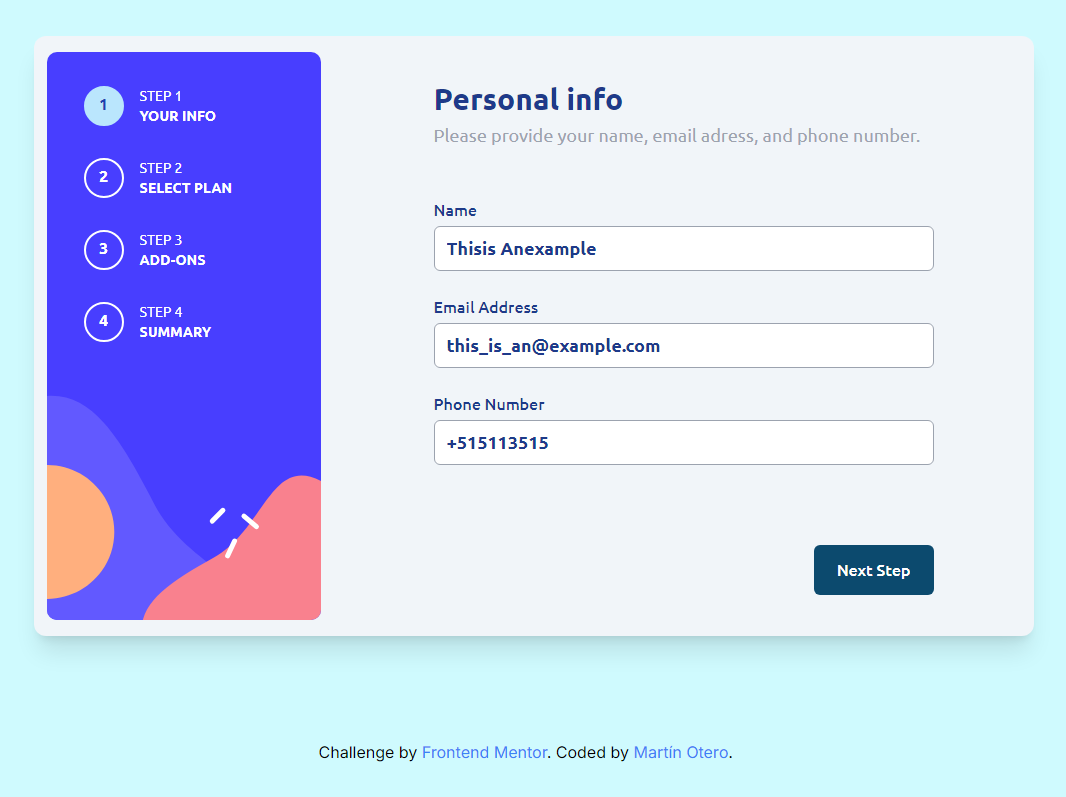 1
STEP 1
YOUR INFO
2
STEP 2
SELECT PLAN
3
STEP 3
ADD-ONS
4
STEP 4
SUMMARY
Personal info
Please provide your name, email adress, and phone number.
Name
Thisis Anexample
Email Address
this_is_an@example.com
Phone Number
+515113515
Next Step
Challenge by Frontend Mentor. Coded by Martín Otero.